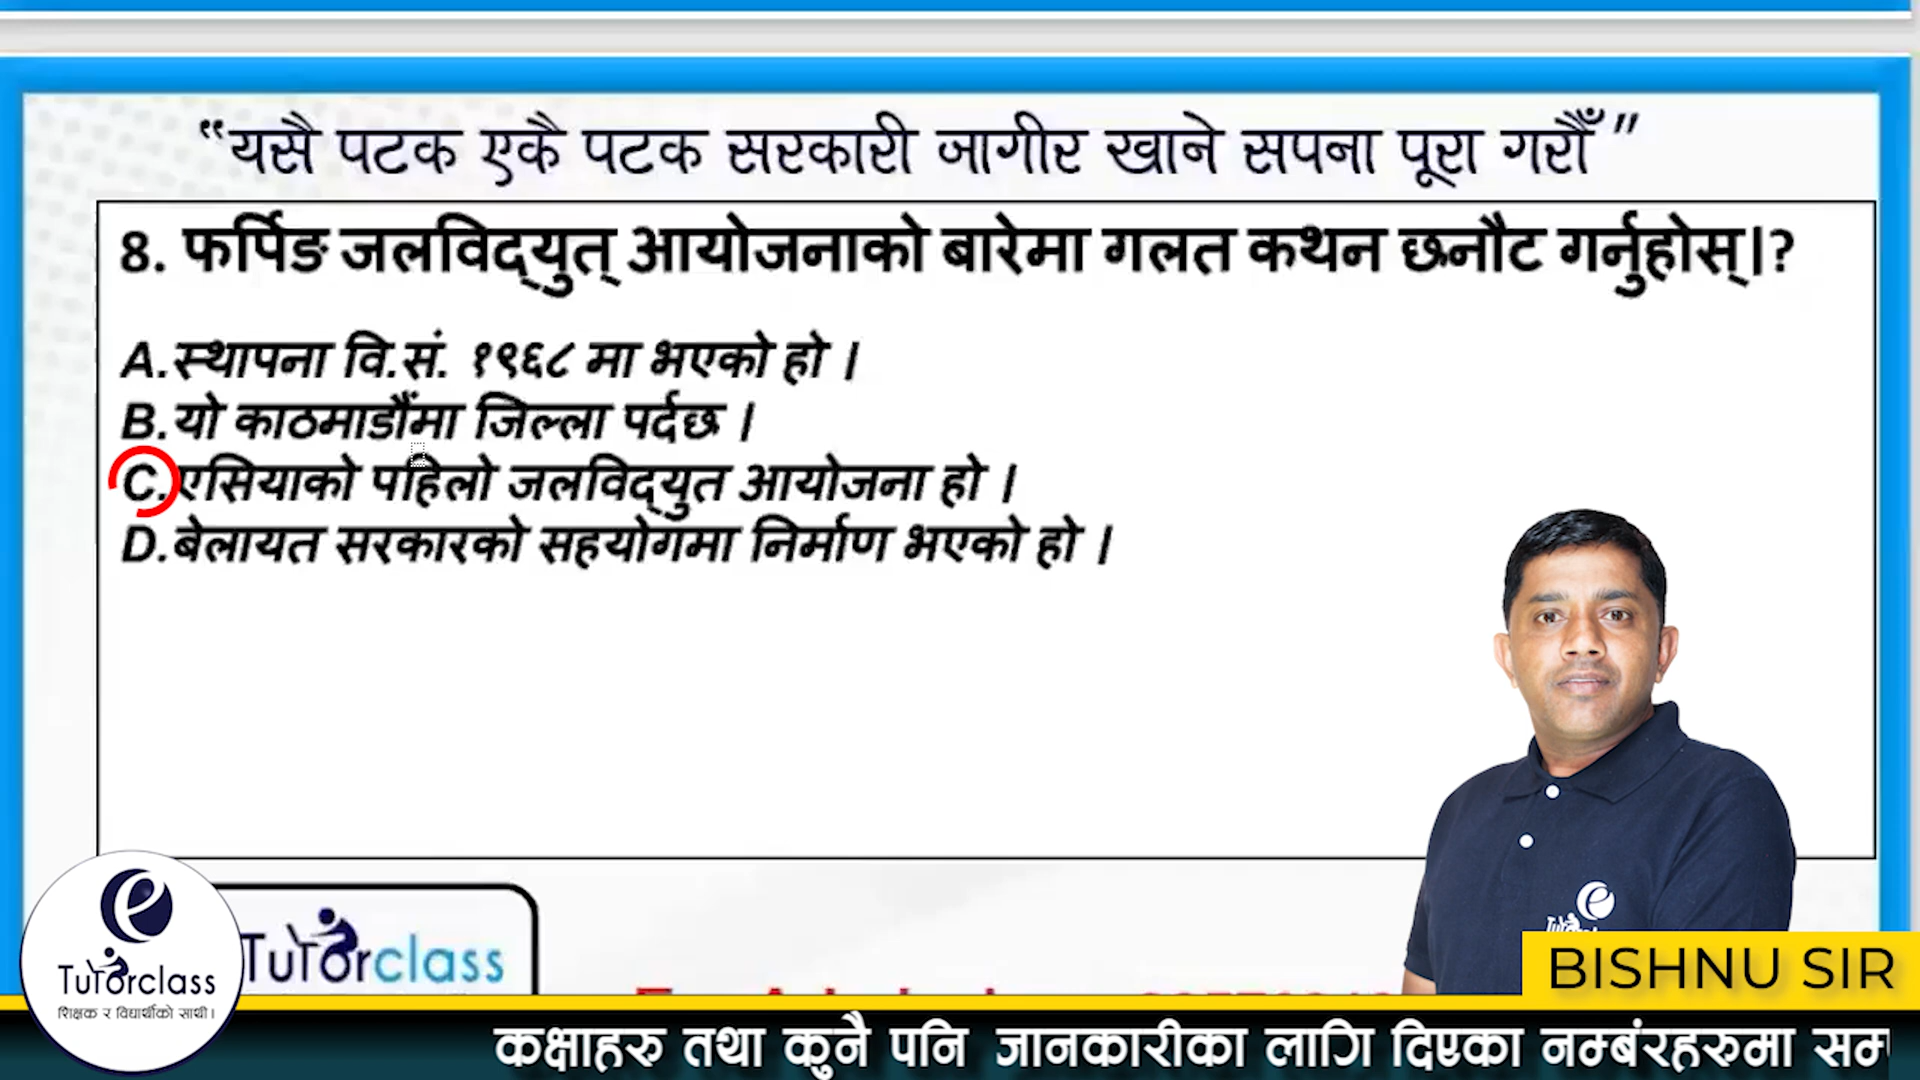 “यसै पटक एकै पटक सरकारी जागीर खाने सपना पूरा गरौँ”
8. फर्पिङ जलविद्युत् आयोजनाको बारेमा गलत कथन छनौट गर्नुहोस्।?
A.स्थापना वि.सं. १९६८ मा भएको हो ।
B.यो काठमाडौंमा जिल्ला पर्दछ ।
C.एसियाको पहिलो जलविद्युत आयोजना हो ।
D.बेलायत सरकारको सहयोगमा निर्माण भएको हो ।
e
Tutorclass
शिक्षक र विद्यार्थीको साथी।
Tutorclass
BISHNU SIR
कक्षाहरु तथा कुनै पनि जानकारीका लागि दिएका नम्बंरहरुमा